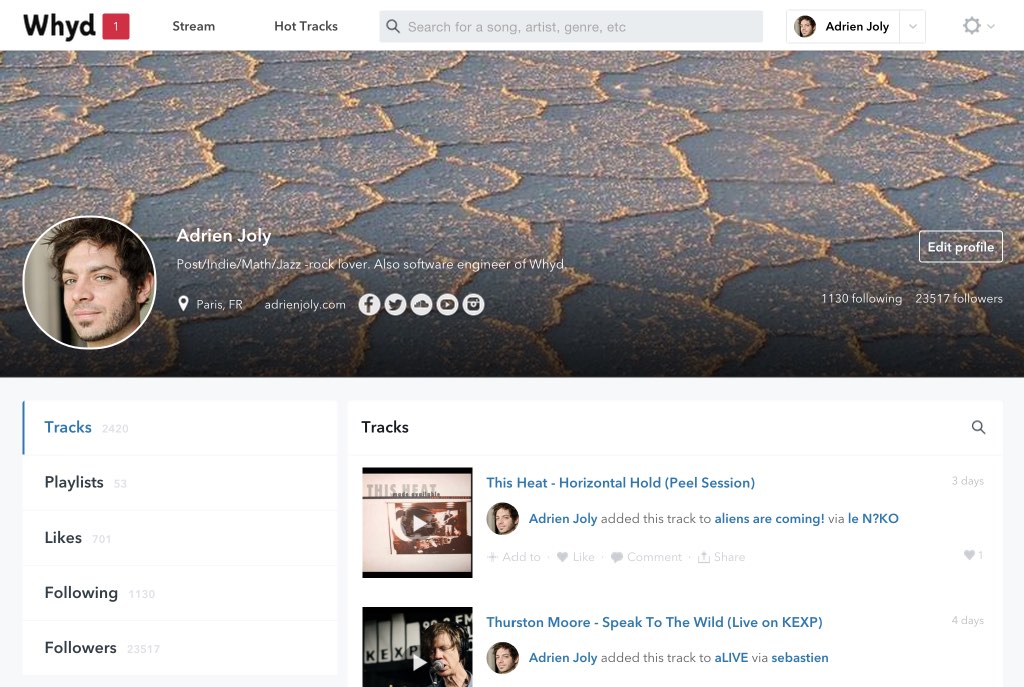 Whyd 1 Stream Hot Tracks Search for a song, artist, genre, etc Adrien Joly
Adrien Joly
Post/Indie/Math/Jazz -rock lover. Also software engineer of Whyd.
Edit profile
Paris, FR adrienjoly.com
1130 following 23517 followers
Tracks 2420
Playlists 53
Likes 701
Following 1130
Followers 23517
Tracks
THIS HEAT
made available
This Heat - Horizontal Hold (Peel Session) 3 days
Adrien Joly added this track to aliens are coming! via le N?KO
Add to · Like · Comment · Share 1
KEXP
Thurston Moore - Speak To The Wild (Live on KEXP) 4 days
Adrien Joly added this track to aLIVE via sebastien